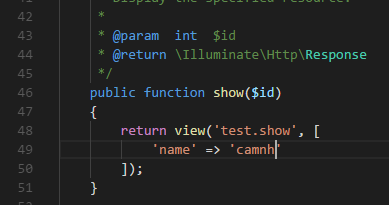 41 * Display the specified resource.
42 *
43 * @param  int  $id
44 * @return \Illuminate\Http\Response
45 */
46 public function show($id)
47 {
48 return view('test.show', [
49 'name' => 'camnh'
50 ]);
51 }